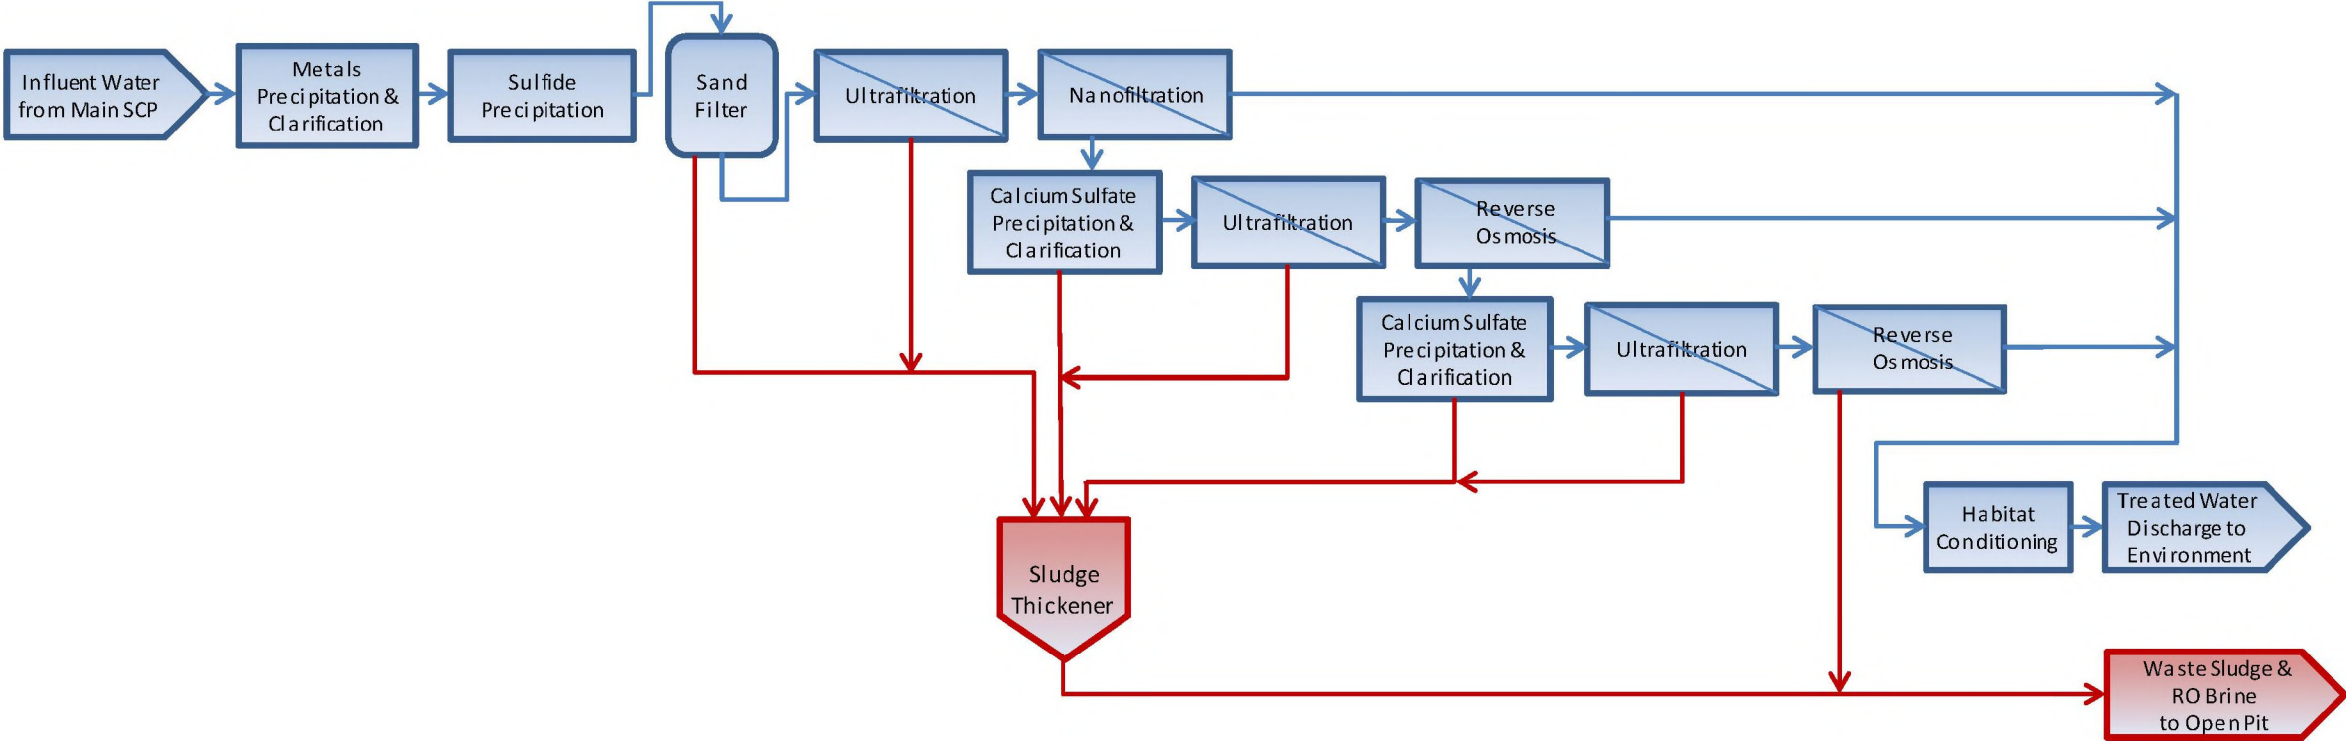 Influent Water
from Main SCP
Metals
Precipitation &
Clarification
Sulfide
Precipitation
Sand
Filter
Ultrafiltration
Nanofiltration
Calcium Sulfate
Precipitation &
Clarification
Ultrafiltration
Reverse
Osmosis
Calcium Sulfate
Precipitation &
Clarification
Ultrafiltration
Reverse
Osmosis
Habitat
Conditioning
Treated Water
Discharge to
Environment
Sludge
Thickener
Waste Sludge &
RO Brine
to Open Pit